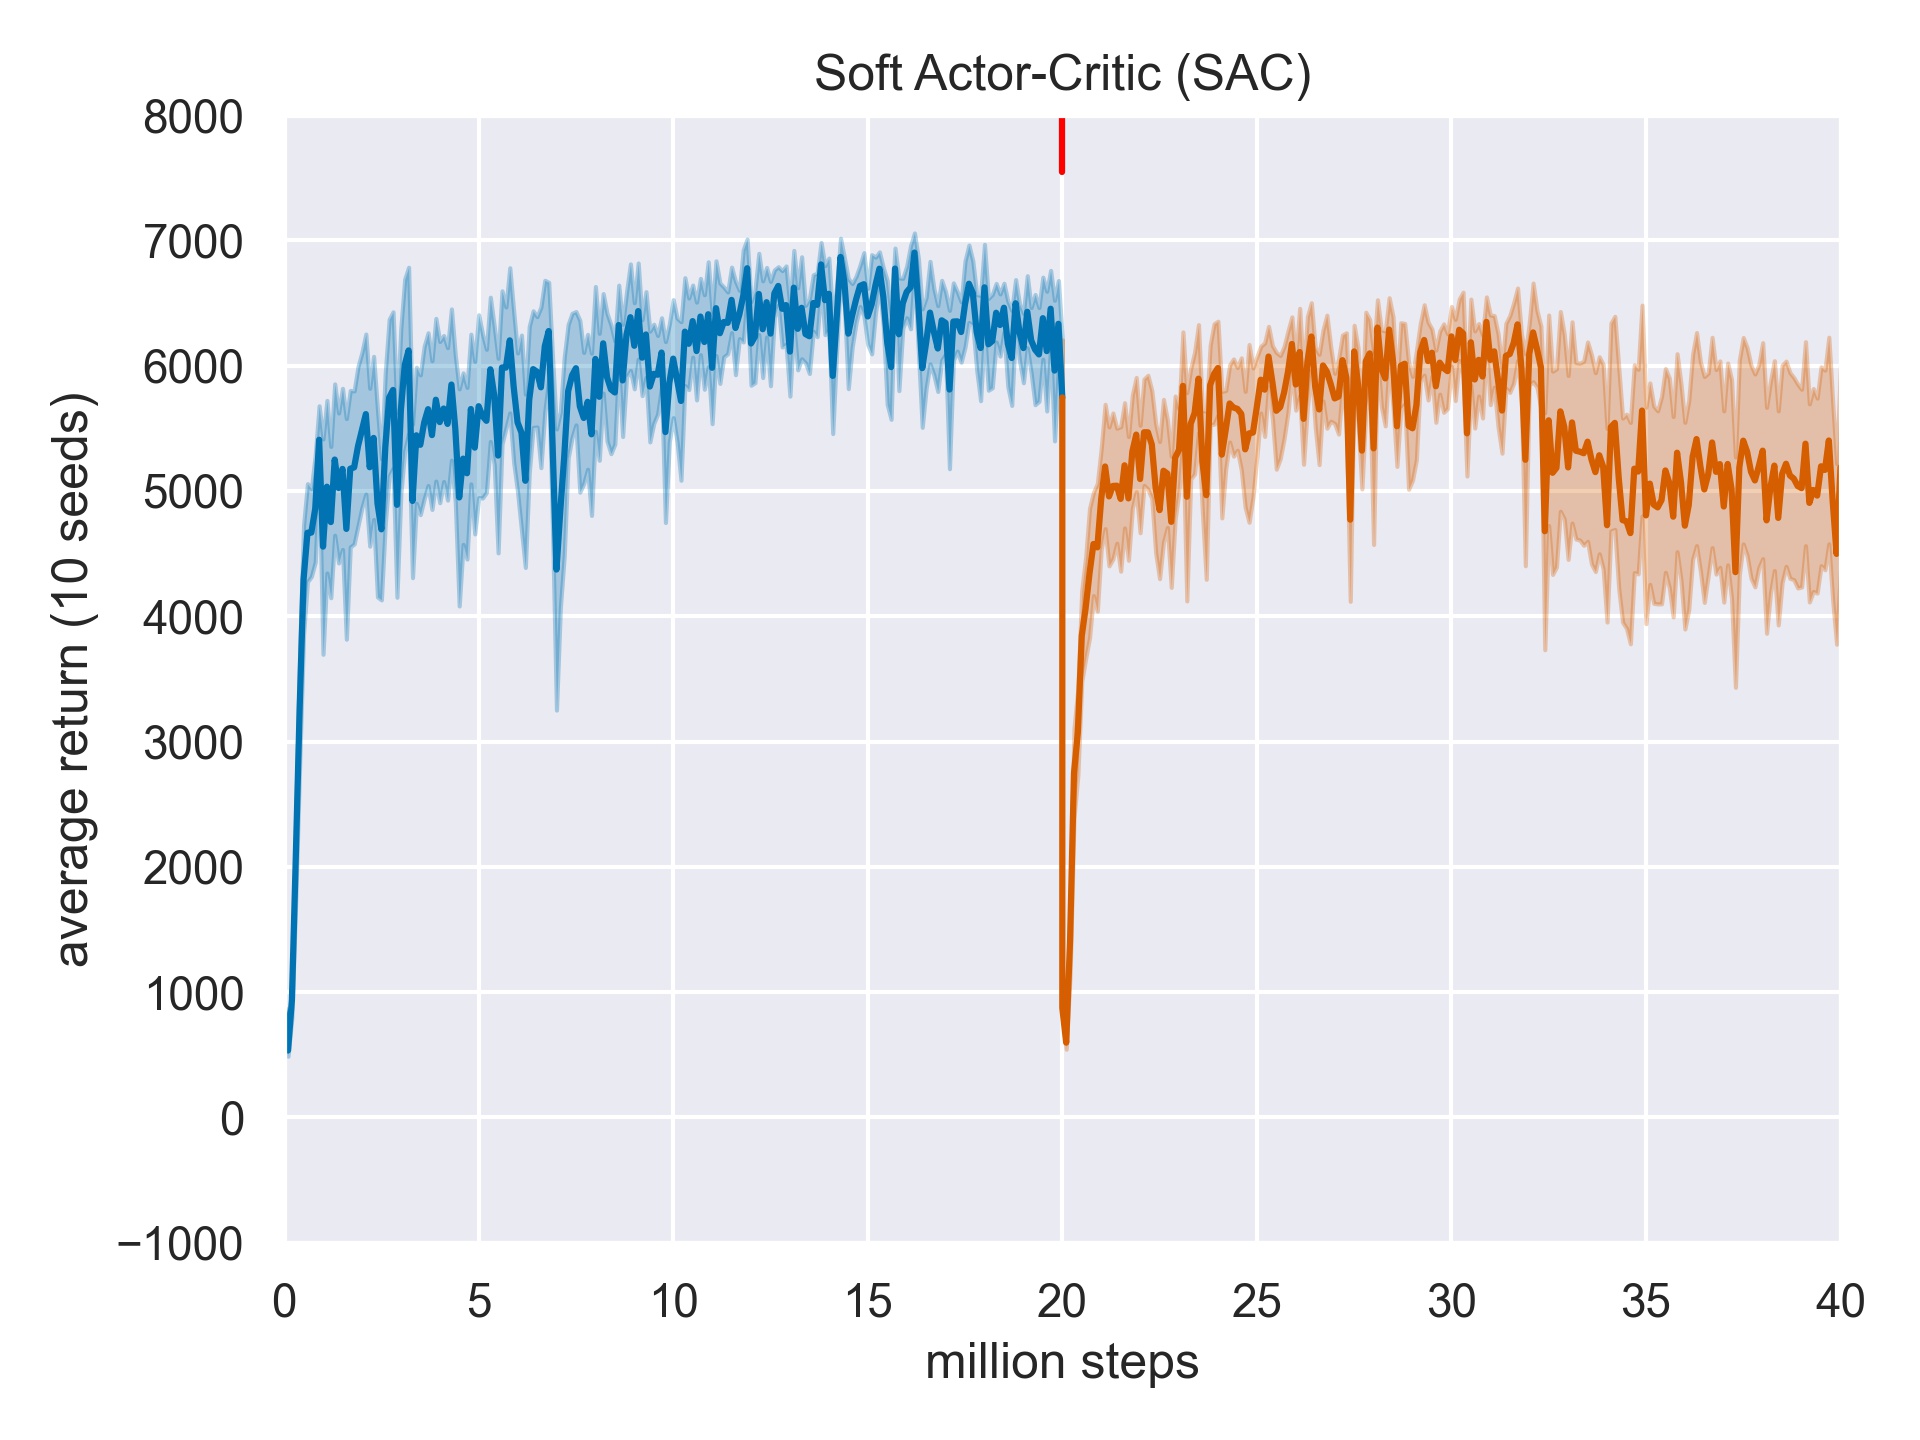 Soft Actor-Critic (SAC)
8000
7000
6000
5000
4000
3000
2000
1000
0
−1000
average return (10 seeds)
0 5 10 15 20 25 30 35 40
million steps